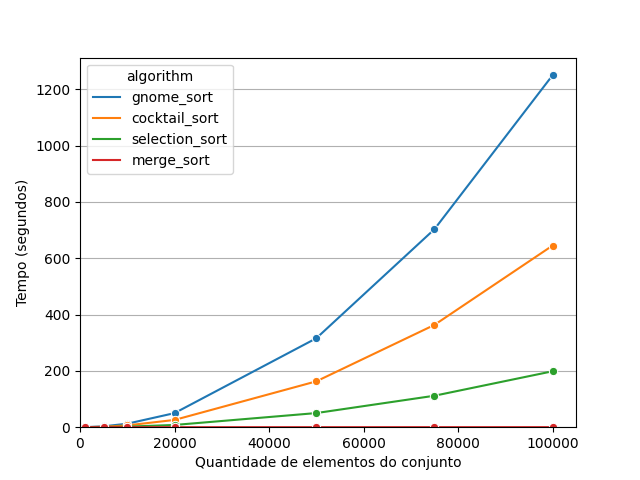 algorithm
gnome_sort
cocktail_sort
selection_sort
merge_sort
1200
1000
800
600
400
200
0
Tempo (segundos)
0 20000 40000 60000 80000 100000
Quantidade de elementos do conjunto